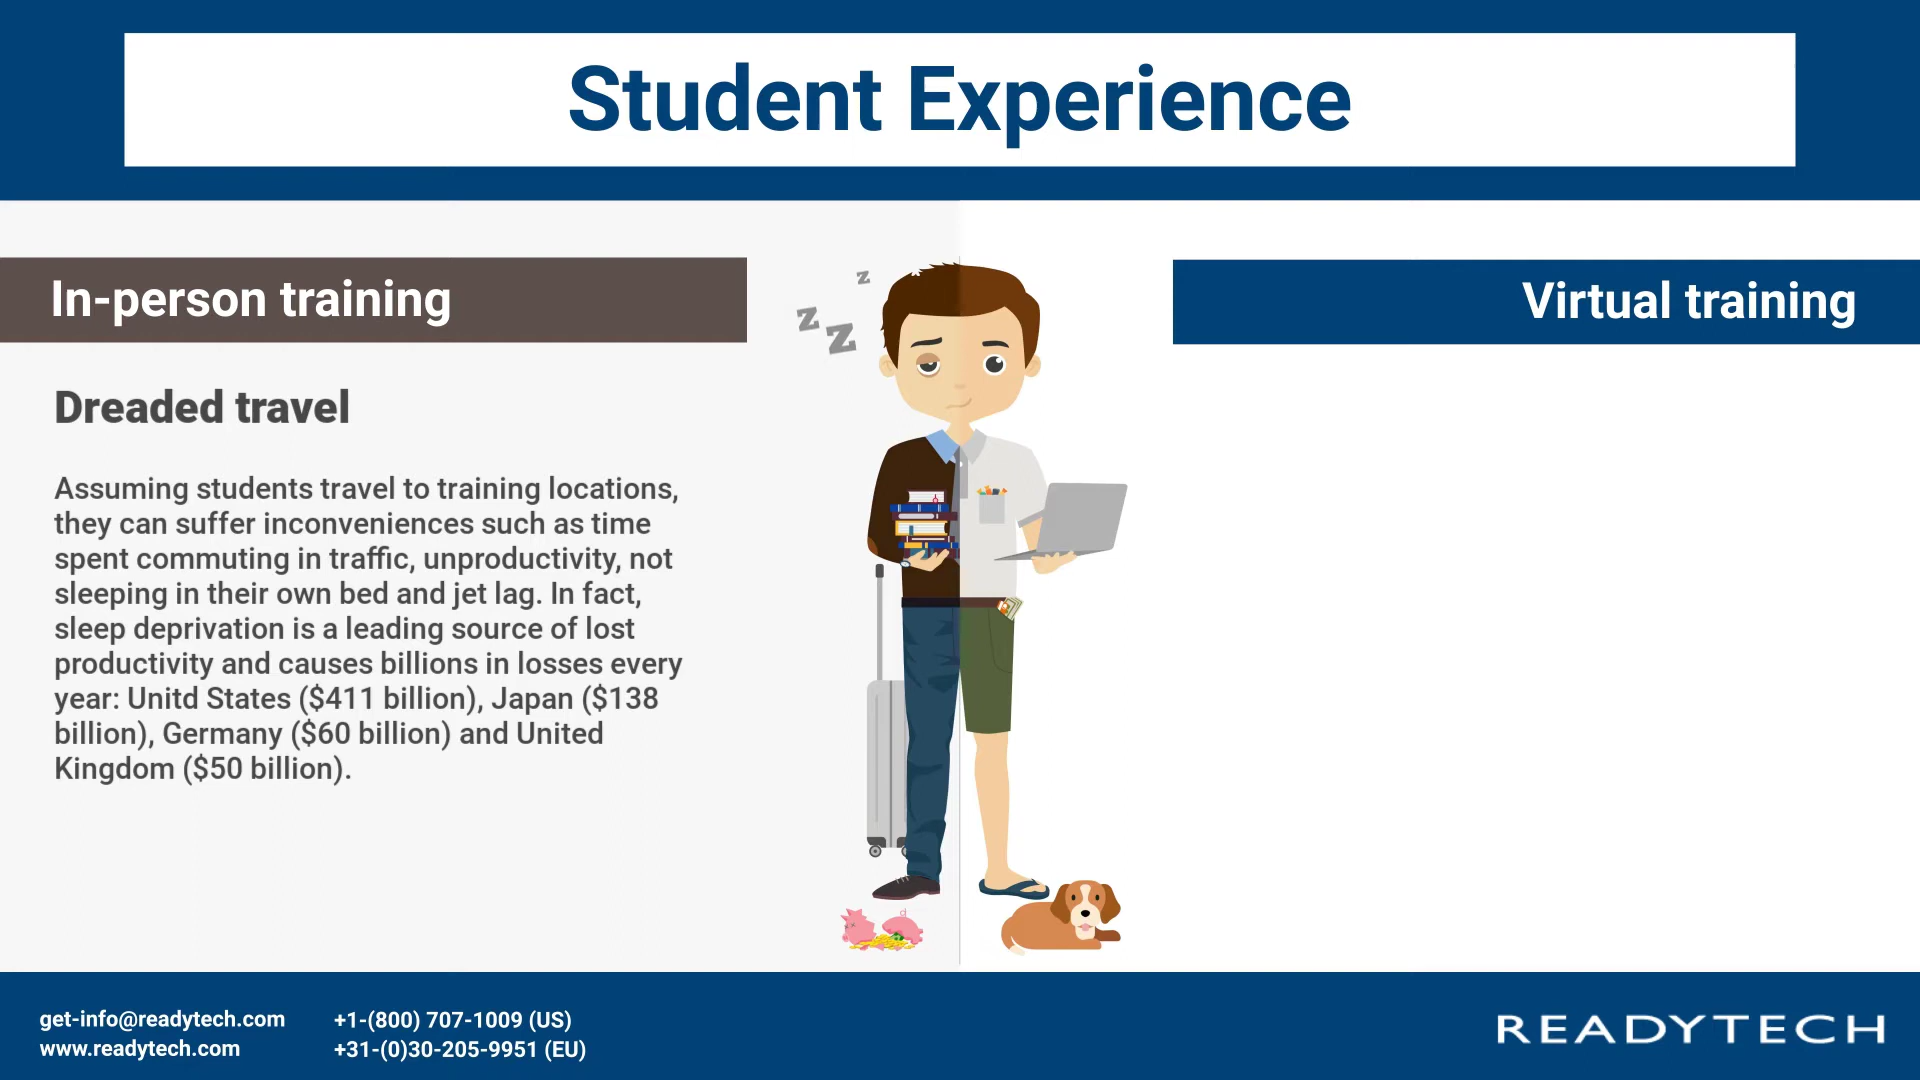 Student Experience
In-person training
Virtual training
z
z
z
Dreaded travel
Assuming students travel to training locations,
they can suffer inconveniences such as time
spent commuting in traffic, unproductivity, not
sleeping in their own bed and jet lag. In fact,
sleep deprivation is a leading source of lost
productivity and causes billions in losses every
year: Unitd States ($411 billion), Japan ($138
billion), Germany ($60 billion) and United
Kingdom ($50 billion).
get-info@readytech.com
www.readytech.com
+1-(800) 707-1009 (US)
+31-(0)30-205-9951 (EU)
READYTECH